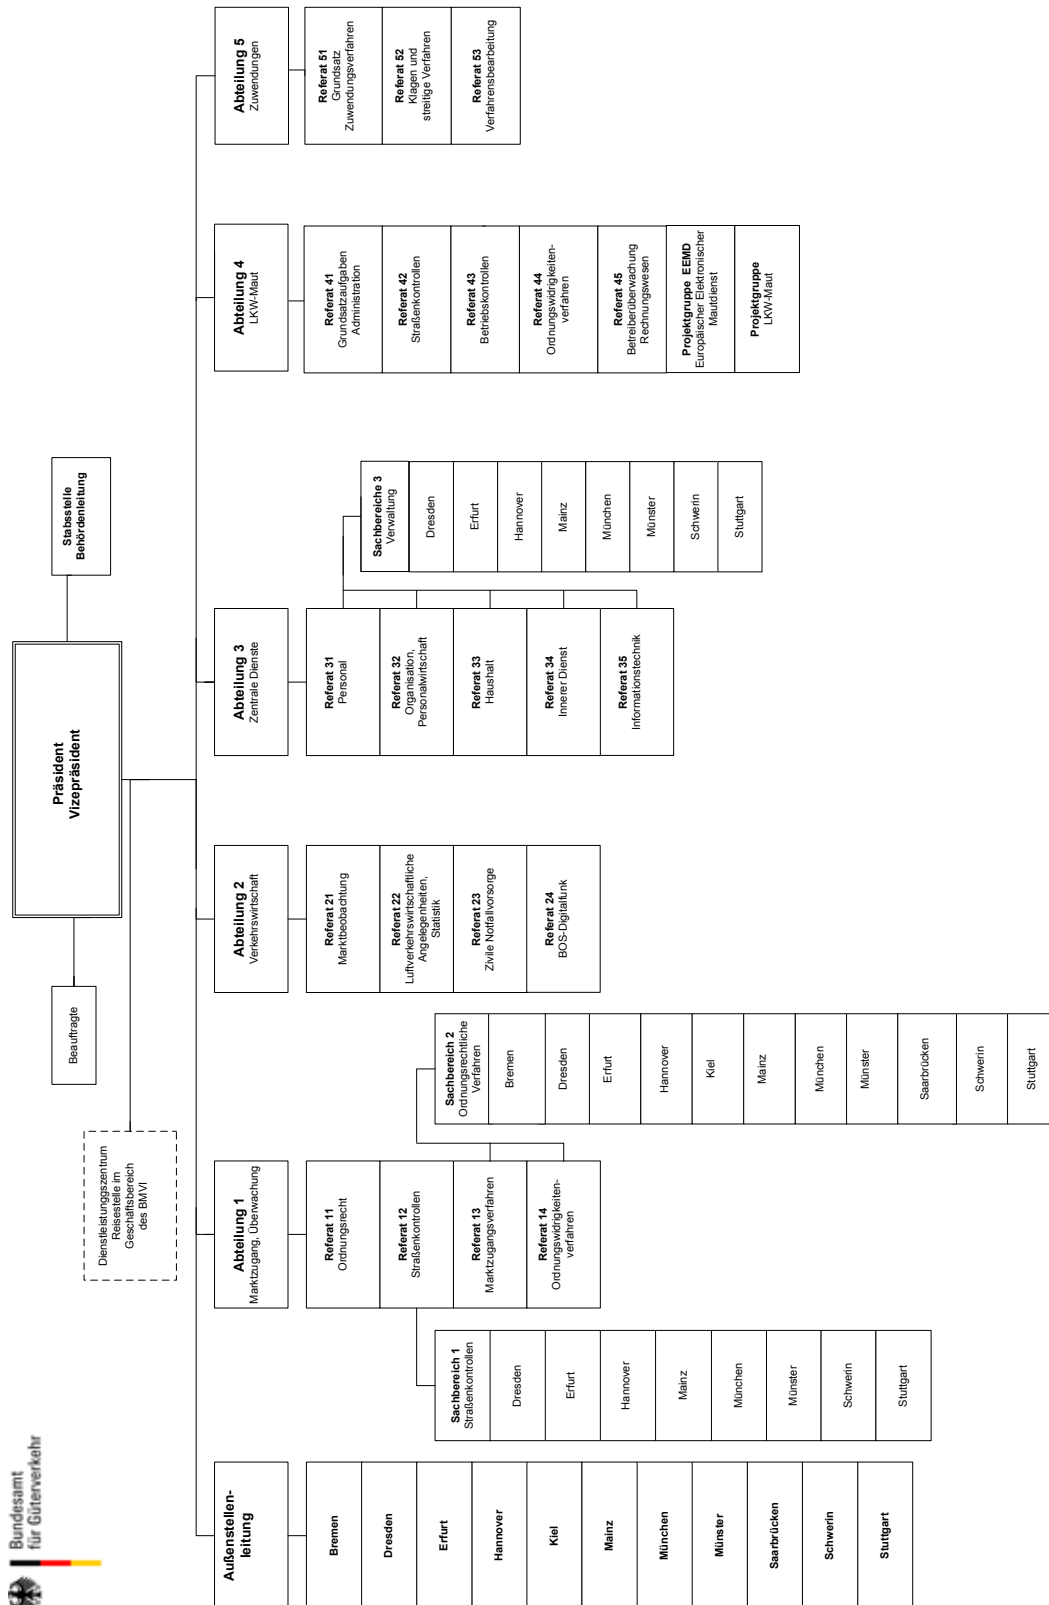 Bundesamt
für Güterverkehr
Präsident
Vizepräsident
Stabsstelle
Behördenleitung
Beauftragte
Dienstleistunggszentrum
Reisestelle im
Geschäftsbereich
des BMVI
Außenstellen-
leitung
Bremen
Dresden
Erfurt
Hannover
Kiel
Mainz
München
Münster
Saarbrücken
Schwerin
Stuttgart
Abteilung 1
Marktzugang, Überwachung
Referat 11
Ordnungsrecht
Referat 12
Straßenkontrollen
Referat 13
Marktzugangsverfahren
Referat 14
Ordnungswidrigkeiten-
verfahren
Sachbereich 1
Straßenkontrollen
Dresden
Erfurt
Hannover
Mainz
München
Münster
Schwerin
Stuttgart
Sachbereich 2
Ordnungsrechtliche
Verfahren
Bremen
Dresden
Erfurt
Hannover
Kiel
Mainz
München
Münster
Saarbrücken
Schwerin
Stuttgart
Abteilung 2
Verkehrswirtschaft
Referat 21
Marktbeobachtung
Referat 22
Luftverkehrswirtschaftliche
Angelegenheiten,
Statistik
Referat 23
Zivile Notfallvorsorge
Referat 24
BOS-Digitalfunk
Abteilung 3
Zentrale Dienste
Referat 31
Personal
Referat 32
Organisation,
Personalwirtschaft
Referat 33
Haushalt
Referat 34
Innerer Dienst
Referat 35
Informationstechnik
Sachbereiche 3
Verwaltung
Dresden
Erfurt
Hannover
Mainz
München
Münster
Schwerin
Stuttgart
Abteilung 4
LKW-Maut
Referat 41
Grundsatzaufgaben
Administration
Referat 42
Straßenkontrollen
Referat 43
Betriebskontrollen
Referat 44
Ordnungswidrigkeiten-
verfahren
Referat 45
Betreiberüberwachung
Rechnungswesen
Projektgruppe EEMD
Europäischer Elektronischer
Mautdienst
Projektgruppe
LKW-Maut
Abteilung 5
Zuwendungen
Referat 51
Grundsatz
Zuwendungsverfahren
Referat 52
Klagen und
streitige Verfahren
Referat 53
Verfahrensbearbeitung